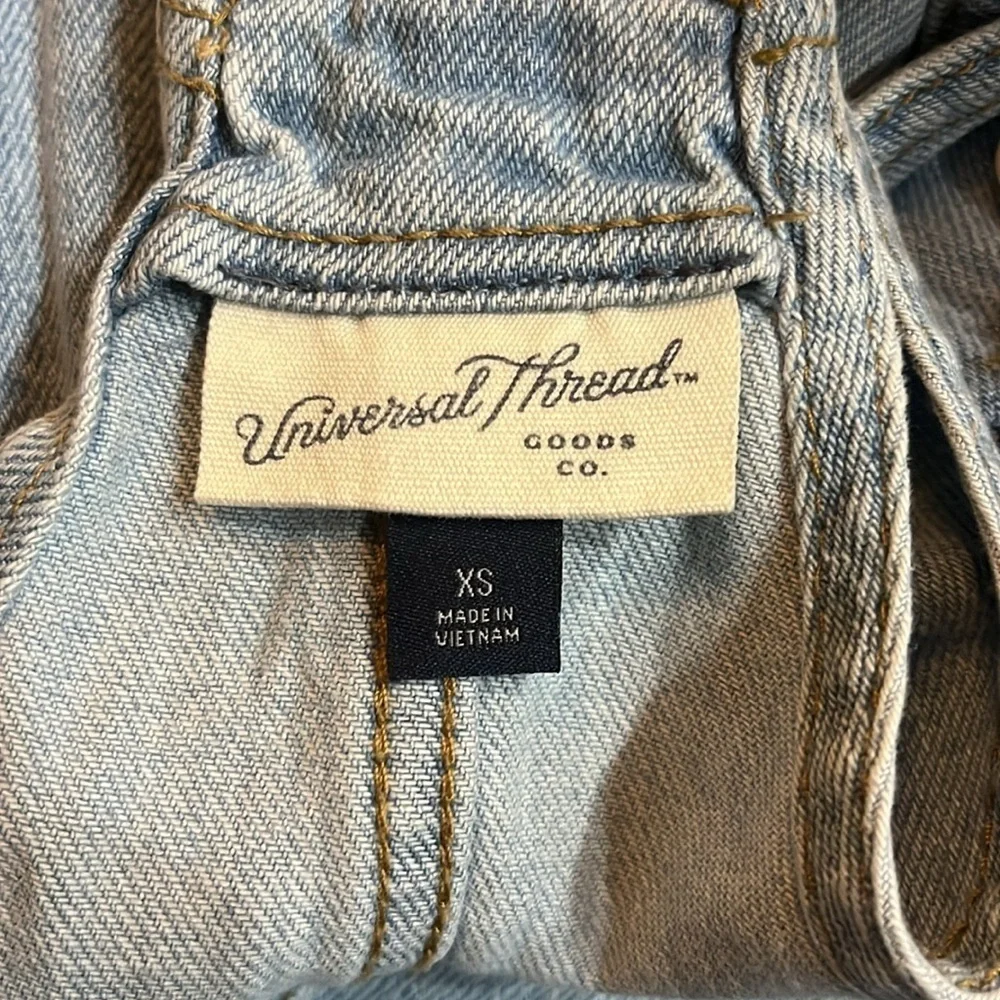 Universal Thread™
GOODS
CO.
XS
MADE IN
VIETNAM